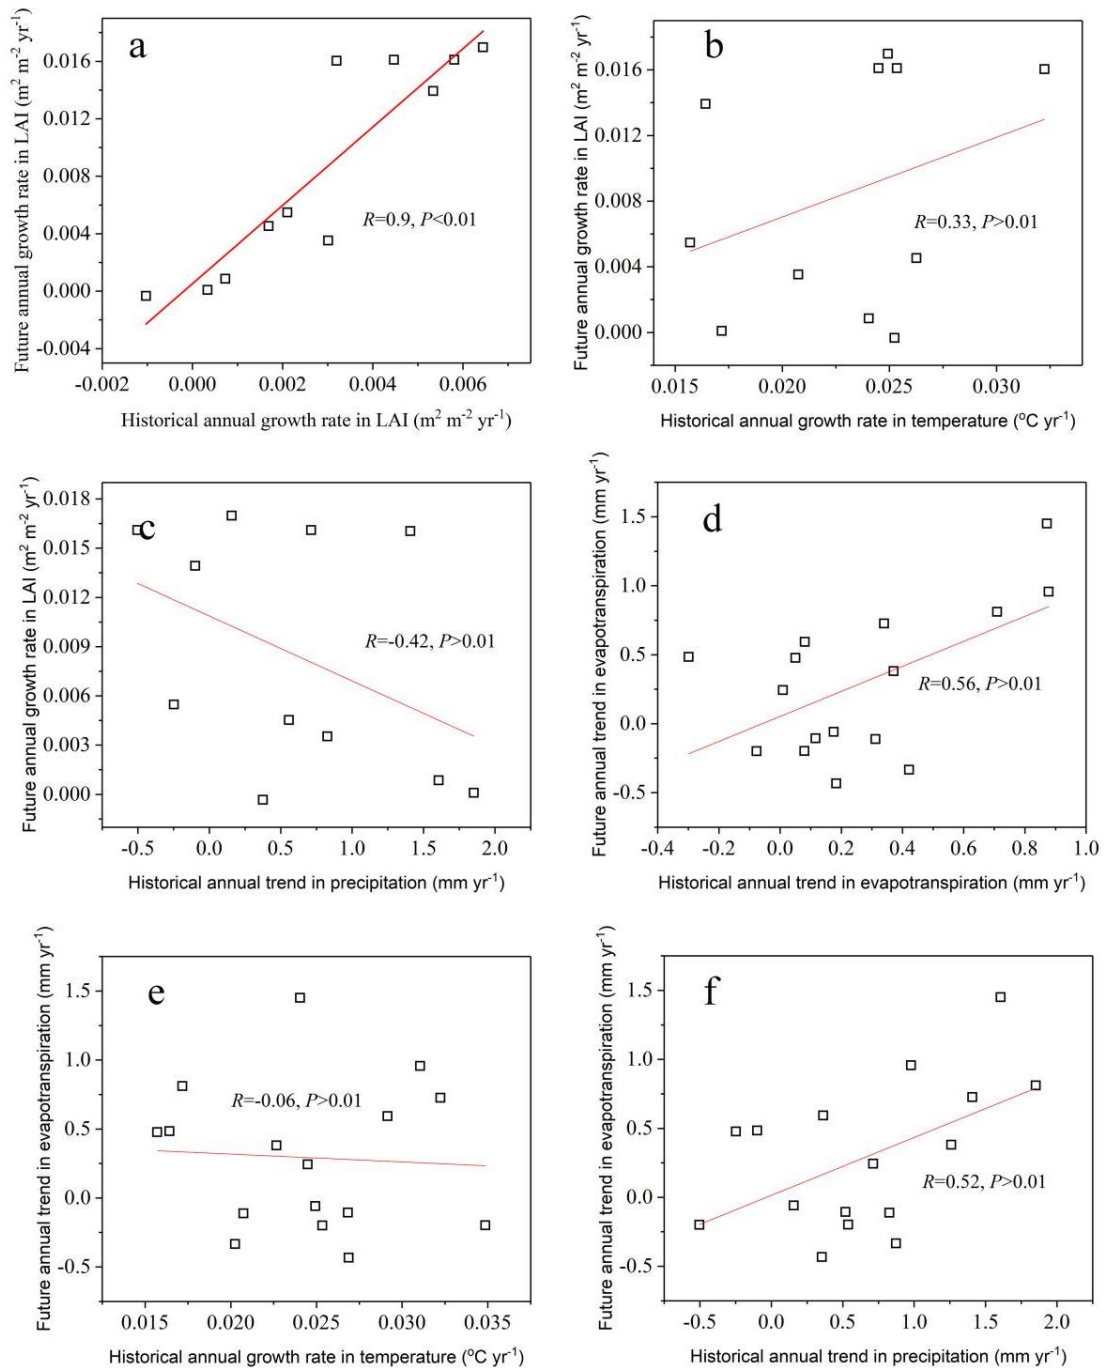 a
Future annual growth rate in LAI (m² m⁻² yr⁻¹)
0.016
0.012
0.008
0.004
0.000
-0.004
R=0.9, P<0.01
-0.002 0.000 0.002 0.004 0.006
Historical annual growth rate in LAI (m² m⁻² yr⁻¹)
b
Future annual growth rate in LAI (m² m⁻² yr⁻¹)
0.016
0.012
0.008
0.004
0.000
R=0.33, P>0.01
0.015 0.020 0.025 0.030
Historical annual growth rate in temperature (ºC yr⁻¹)
c
Future annual growth rate in LAI (m² m⁻² yr⁻¹)
0.018
0.015
0.012
0.009
0.006
0.003
0.000
R=-0.42, P>0.01
-0.5 0.0 0.5 1.0 1.5 2.0
Historical annual trend in precipitation (mm yr⁻¹)
d
Future annual trend in evapotranspiration (mm yr⁻¹)
1.5
1.0
0.5
0.0
-0.5
R=0.56, P>0.01
-0.4 -0.2 0.0 0.2 0.4 0.6 0.8 1.0
Historical annual trend in evapotranspiration (mm yr⁻¹)
e
Future annual trend in evapotranspiration (mm yr⁻¹)
1.5
1.0
0.5
0.0
-0.5
R=-0.06, P>0.01
0.015 0.020 0.025 0.030 0.035
Historical annual growth rate in temperature (ºC yr⁻¹)
f
Future annual trend in evapotranspiration (mm yr⁻¹)
1.5
1.0
0.5
0.0
-0.5
R=0.52, P>0.01
-0.5 0.0 0.5 1.0 1.5 2.0
Historical annual trend in precipitation (mm yr⁻¹)